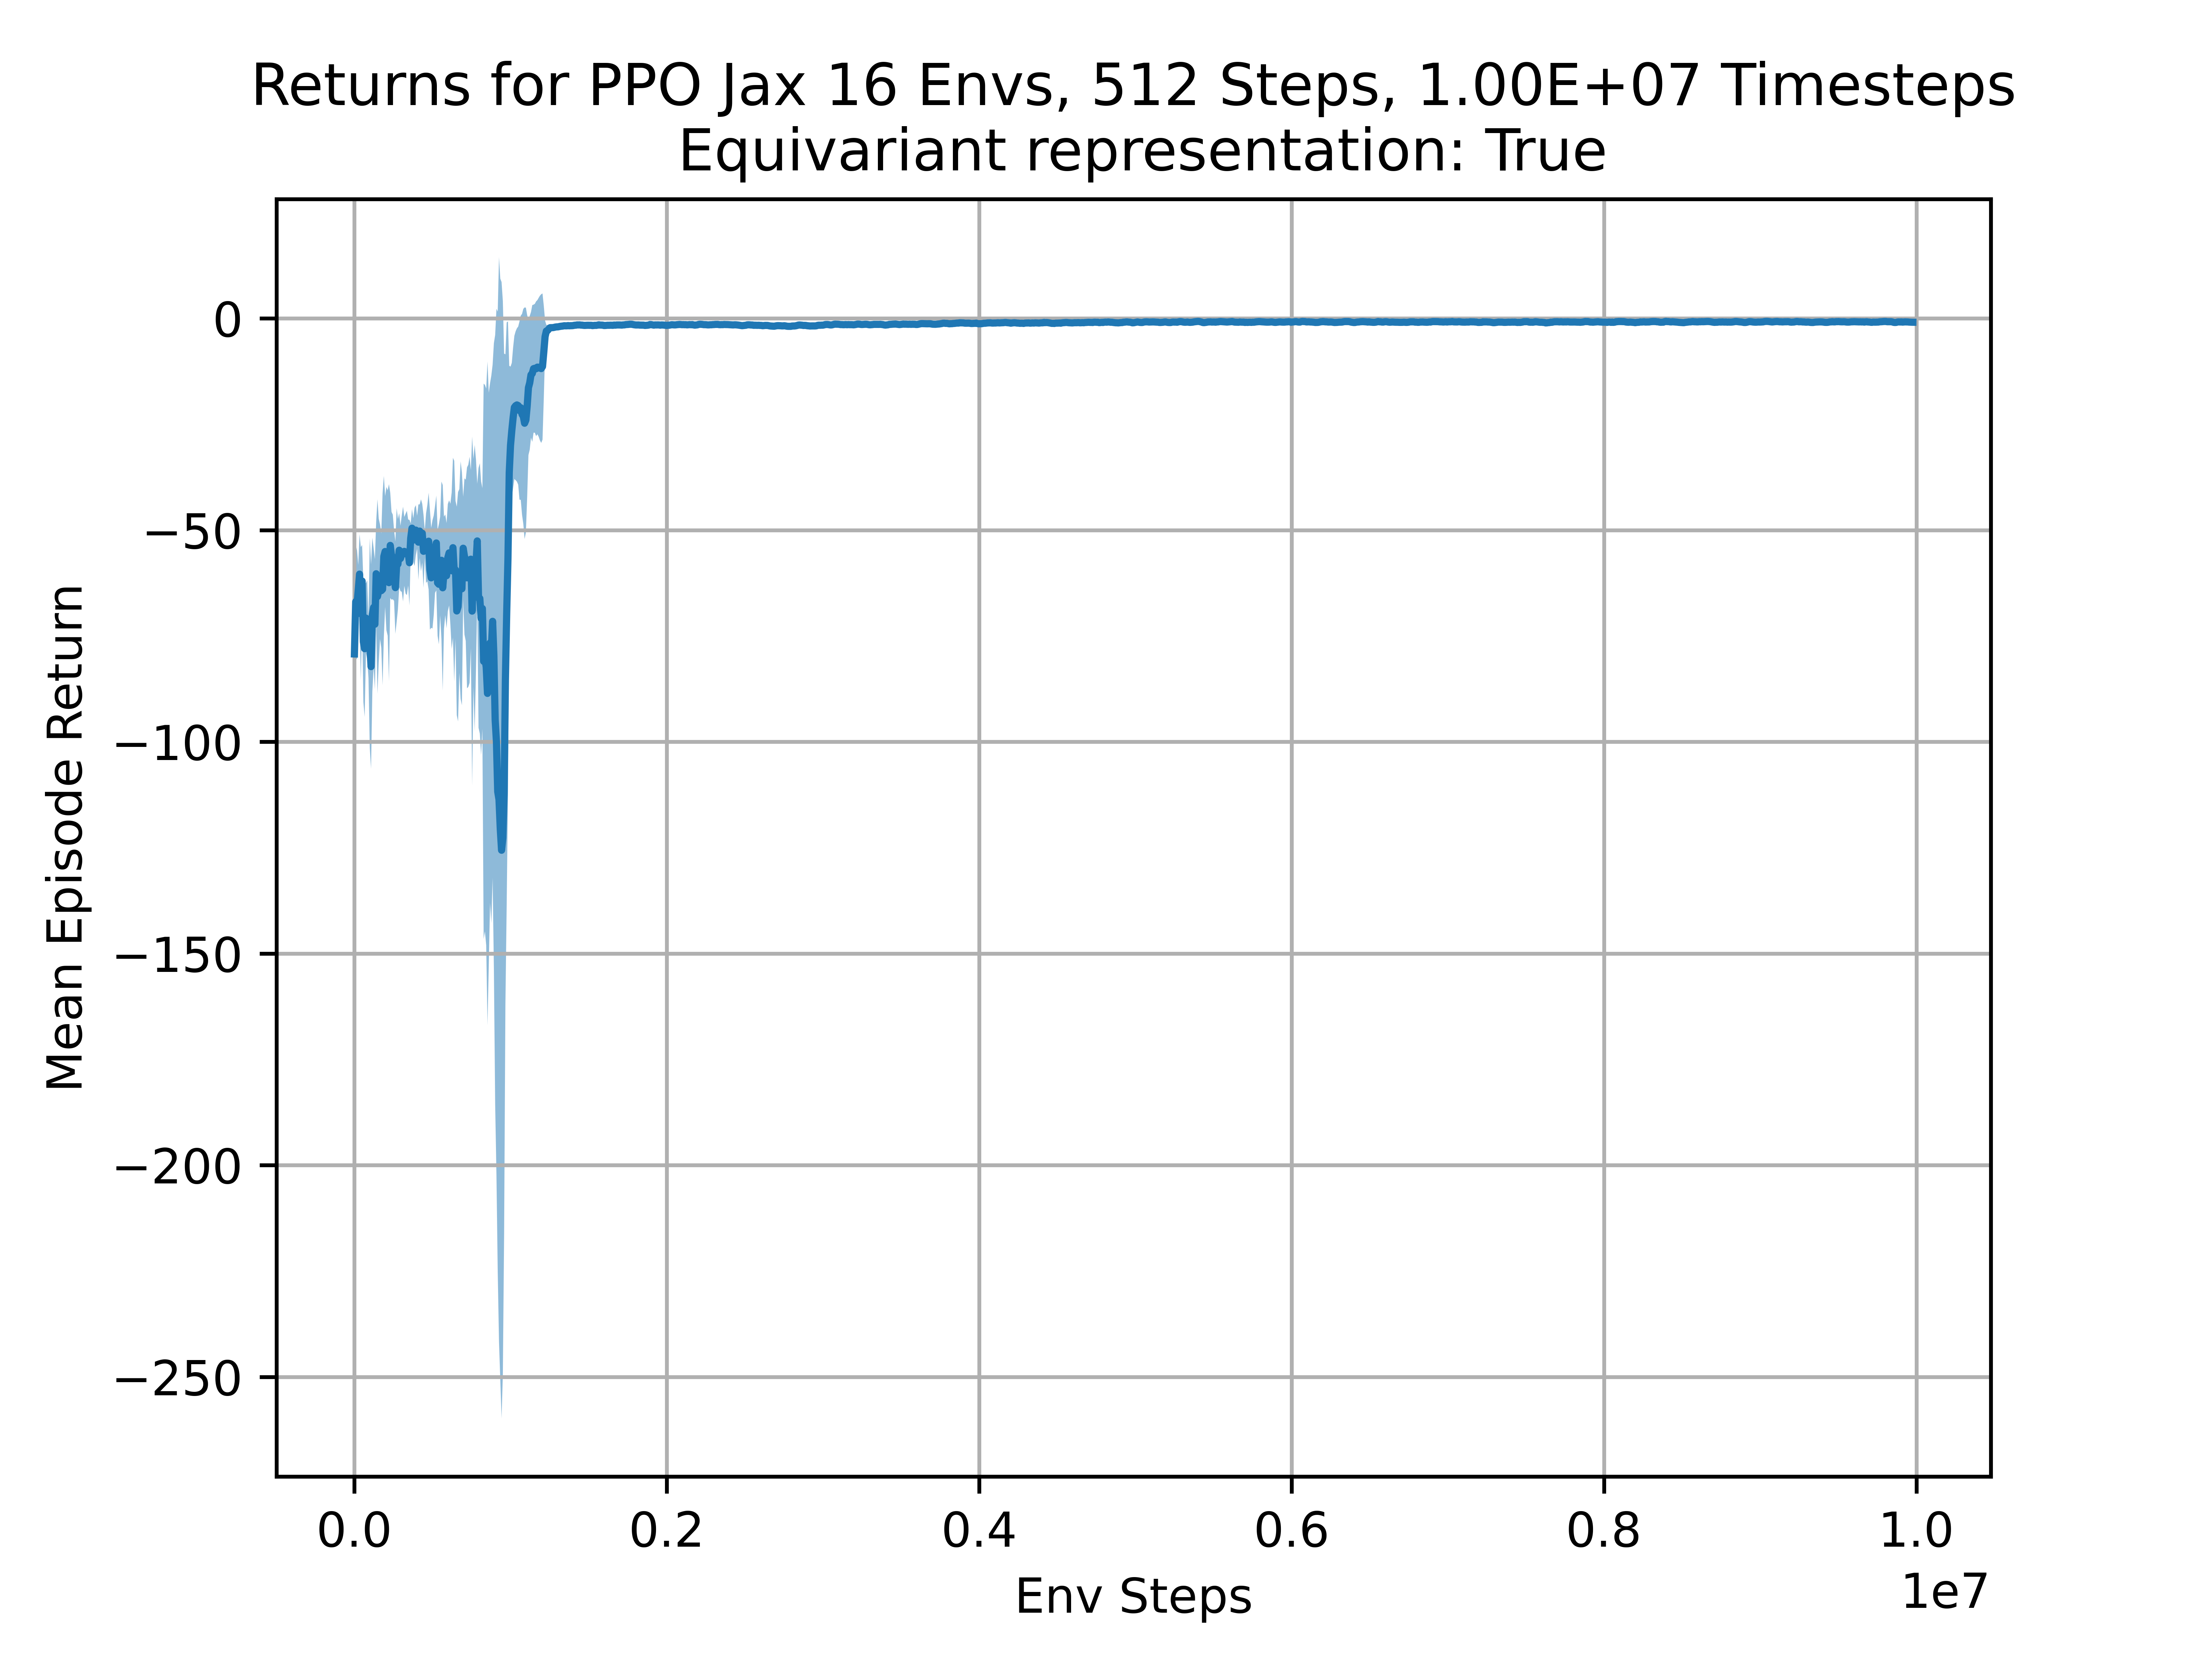 Returns for PPO Jax 16 Envs, 512 Steps, 1.00E+07 Timesteps
Equivariant representation: True
Mean Episode Return
0
−50
−100
−150
−200
−250
0.0 0.2 0.4 0.6 0.8 1.0
1e7
Env Steps